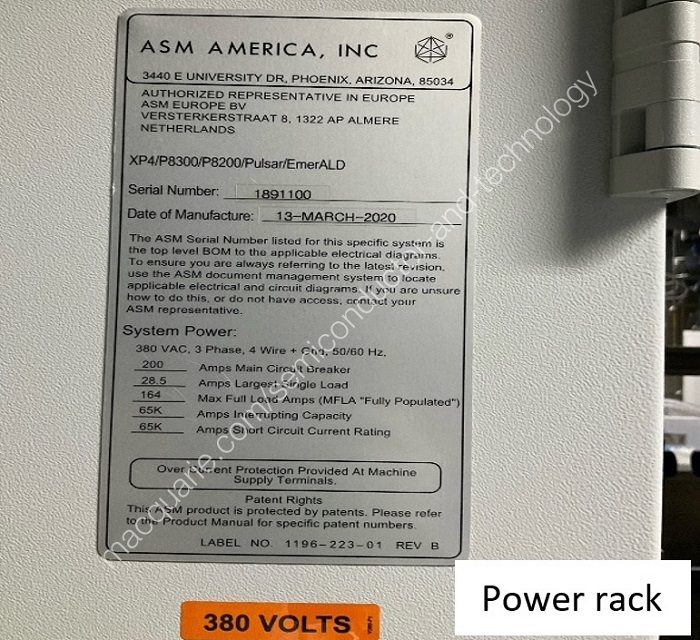 ASM AMERICA, INC ®
3440 E UNIVERSITY DR, PHOENIX, ARIZONA, 85034
AUTHORIZED REPRESENTATIVE IN EUROPE
ASM EUROPE BV
VERSTERKERSTRAAT 8, 1322 AP ALMERE
NETHERLANDS
XP4/P8300/P8200/Pulsar/EmerALD
Serial Number: 1891100
Date of Manufacture: 13-MARCH-2020
The ASM Serial Number listed for this specific system is
the top level BOM to the applicable electrical diagrams.
To ensure you are always referring to the latest revision,
use the ASM document management system to locate
applicable electrical and circuit diagrams. If you are unsure
how to do this, or do not have access, contact your
ASM representative.
System Power:
380 VAC, 3 Phase, 4 Wire + Gnd, 50/60 Hz,
200 Amps Main Circuit Breaker
28.5 Amps Largest Single Load
164 Max Full Load Amps (MFLA "Fully Populated")
65K Amps Interrupting Capacity
65K Amps Short Circuit Current Rating
Over Current Protection Provided At Machine
Supply Terminals.
Patent Rights
This ASM product is protected by patents. Please refer
to the Product Manual for specific patent numbers.
LABEL NO. 1196-223-01 REV B
380 VOLTS
Power rack
macquarie.com/semiconductor-and-technology